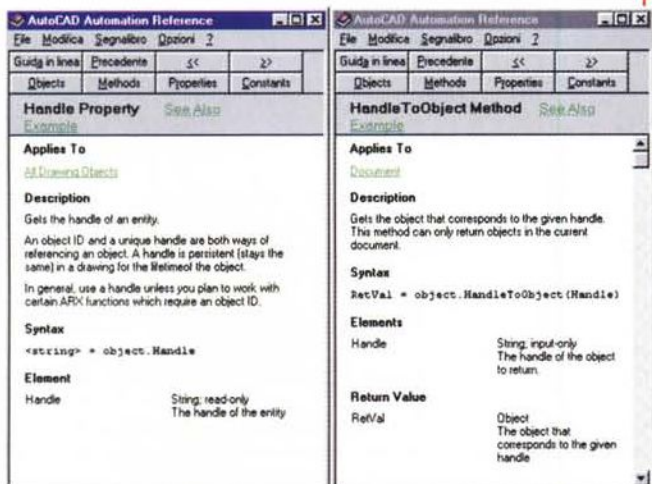 AutoCAD Automation Reference
File Modifica Segnalibro Opzioni ?
Guida in linea Precedente << >>
Objects Methods Properties Constants
Handle Property See Also
Example
Applies To
All Drawing Objects
Description
Gets the handle of an entity.
An object ID and a unique handle are both ways of
referencing an object. A handle is persistent (stays the
same) in a drawing for the lifetimeof the object.
In general, use a handle unless you plan to work with
certain ARX functions which require an object ID.
Syntax
<string> = object.Handle
Element
Handle String; read-only
The handle of the entity
AutoCAD Automation Reference
File Modifica Segnalibro Opzioni ?
Guida in linea Precedente << >>
Objects Methods Properties Constants
HandleToObject Method See Also
Example
Applies To
Document
Description
Gets the object that corresponds to the given handle.
This method can only return objects in the current
document.
Syntax
RetVal = object.HandleToObject(Handle)
Elements
Handle String; input-only
The handle of the object
to return.
Return Value
RetVal Object
The object that
corresponds to the given
handle